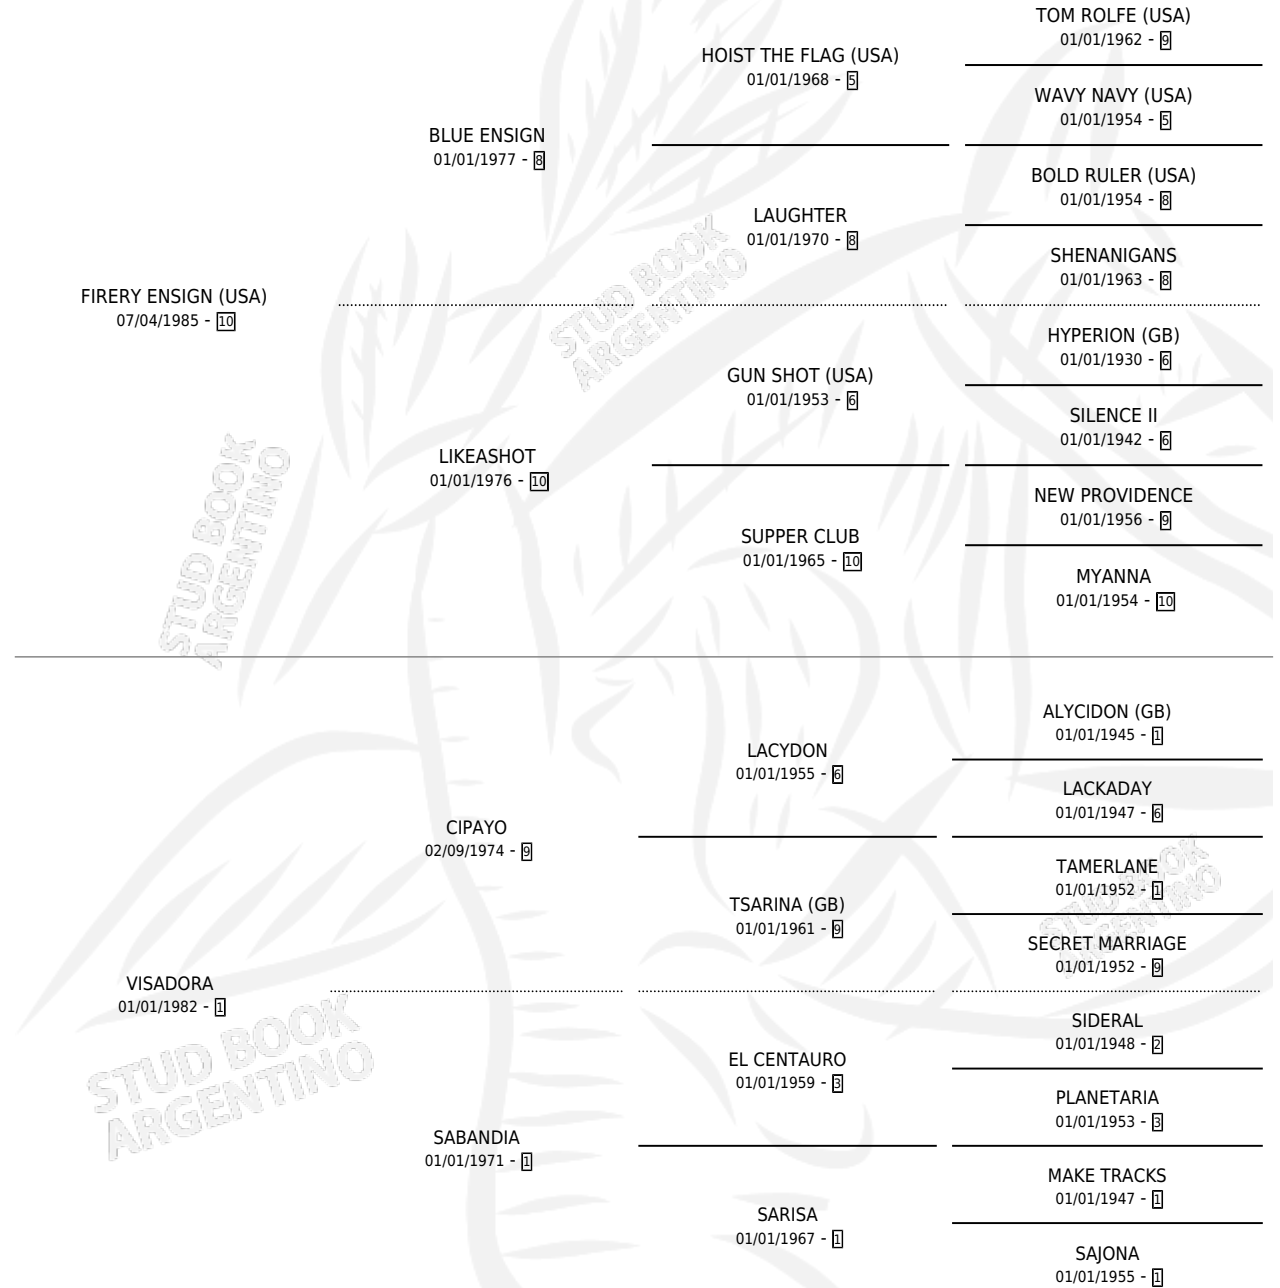 TOM ROLFE (USA)
01/01/1962 - 9
HOIST THE FLAG (USA)
01/01/1968 - 5
WAVY NAVY (USA)
01/01/1954 - 5
BLUE ENSIGN
01/01/1977 - 8
BOLD RULER (USA)
01/01/1954 - 8
LAUGHTER
01/01/1970 - 8
SHENANIGANS
01/01/1963 - 8
FIRERY ENSIGN (USA)
07/04/1985 - 10
HYPERION (GB)
01/01/1930 - 6
GUN SHOT (USA)
01/01/1953 - 6
SILENCE II
01/01/1942 - 6
LIKEASHOT
01/01/1976 - 10
NEW PROVIDENCE
01/01/1956 - 9
SUPPER CLUB
01/01/1965 - 10
MYANNA
01/01/1954 - 10
ALYCIDON (GB)
01/01/1945 - 1
LACYDON
01/01/1955 - 6
LACKADAY
01/01/1947 - 6
CIPAYO
02/09/1974 - 9
TAMERLANE
01/01/1952 - 1
TSARINA (GB)
01/01/1961 - 9
SECRET MARRIAGE
01/01/1952 - 9
VISADORA
01/01/1982 - 1
SIDERAL
01/01/1948 - 2
EL CENTAURO
01/01/1959 - 3
PLANETARIA
01/01/1953 - 3
SABANDIA
01/01/1971 - 1
MAKE TRACKS
01/01/1947 - 1
SARISA
01/01/1967 - 1
SAJONA
01/01/1955 - 1
STUD BOOK
ARGENTINO
STUD BOOK
ARGENTINO
STUD BOOK
ARGENTINO
STUD BOOK
ARGENTINO